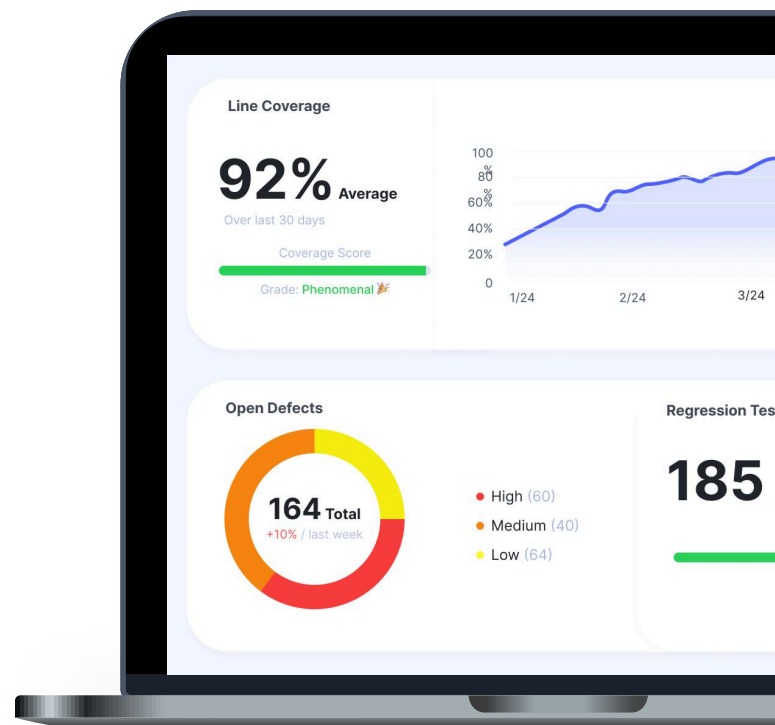 Line Coverage
92% Average
Over last 30 days
Coverage Score
Grade: Phenomenal 🎉
100
%
80
%
60%
40%
20%
0
1/24
2/24
3/24
Open Defects
164 Total
+10% / last week
High (60)
Medium (40)
Low (64)
Regression Tes
185